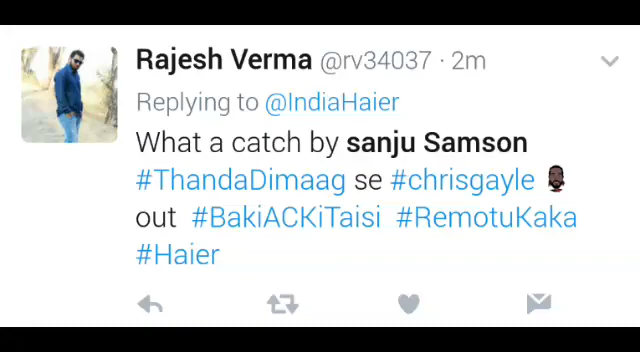 Rajesh Verma @rv34037 · 2m
Replying to @IndiaHaier
What a catch by sanju Samson
#ThandaDimaag se #chrisgayle
out #BakiACKiTaisi #RemotuKaka
#Haier